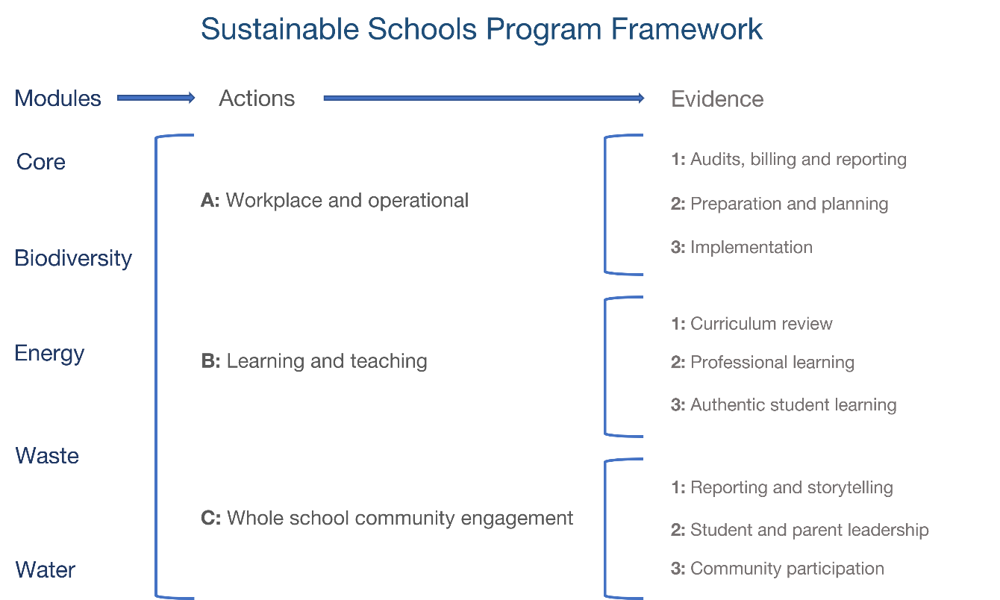 Sustainable Schools Program Framework
Modules
Actions
Evidence
Core
Biodiversity
Energy
Waste
Water
A: Workplace and operational
1: Audits, billing and reporting
2: Preparation and planning
3: Implementation
B: Learning and teaching
1: Curriculum review
2: Professional learning
3: Authentic student learning
C: Whole school community engagement
1: Reporting and storytelling
2: Student and parent leadership
3: Community participation